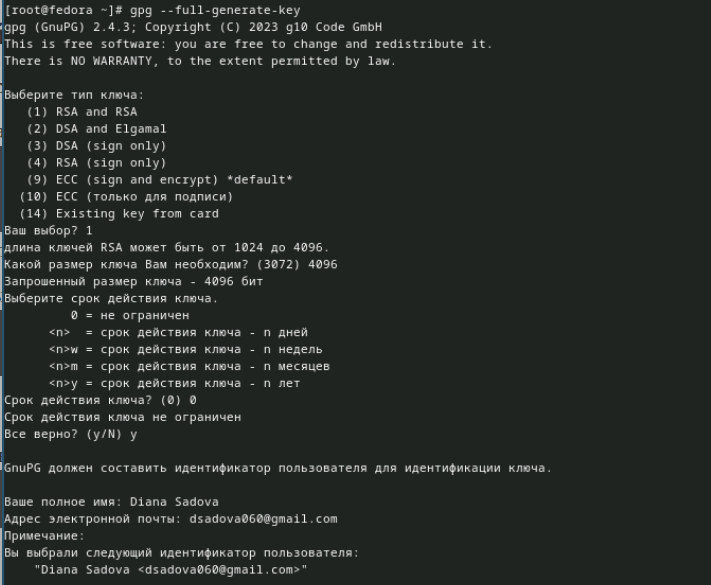 [root@fedora ~]# gpg --full-generate-key
gpg (GnuPG) 2.4.3; Copyright (C) 2023 g10 Code GmbH
This is free software: you are free to change and redistribute it.
There is NO WARRANTY, to the extent permitted by law.

Выберите тип ключа:
   (1) RSA and RSA
   (2) DSA and Elgamal
   (3) DSA (sign only)
   (4) RSA (sign only)
   (9) ECC (sign and encrypt) *default*
  (10) ECC (только для подписи)
  (14) Existing key from card
Ваш выбор? 1
длина ключей RSA может быть от 1024 до 4096.
Какой размер ключа Вам необходим? (3072) 4096
Запрошенный размер ключа - 4096 бит
Выберите срок действия ключа.
         0 = не ограничен
      <n>  = срок действия ключа - n дней
      <n>w = срок действия ключа - n недель
      <n>m = срок действия ключа - n месяцев
      <n>y = срок действия ключа - n лет
Срок действия ключа? (0) 0
Срок действия ключа не ограничен
Все верно? (y/N) y

GnuPG должен составить идентификатор пользователя для идентификации ключа.

Ваше полное имя: Diana Sadova
Адрес электронной почты: dsadova060@gmail.com
Примечание:
Вы выбрали следующий идентификатор пользователя:
    "Diana Sadova <dsadova060@gmail.com>"